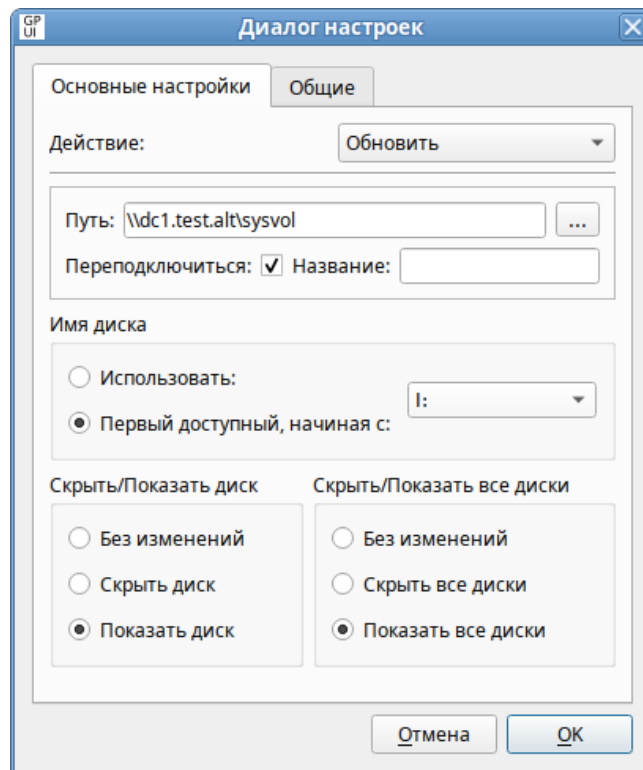 GP
UI
Диалог настроек
Основные настройки
Общие
Действие:
Обновить
Путь:
\\dc1.test.alt\sysvol
...
Переподключиться:
Название:
Имя диска
Использовать:
Первый доступный, начиная с:
I:
Скрыть/Показать диск
Скрыть/Показать все диски
Без изменений
Без изменений
Скрыть диск
Скрыть все диски
Показать диск
Показать все диски
Отмена
OK